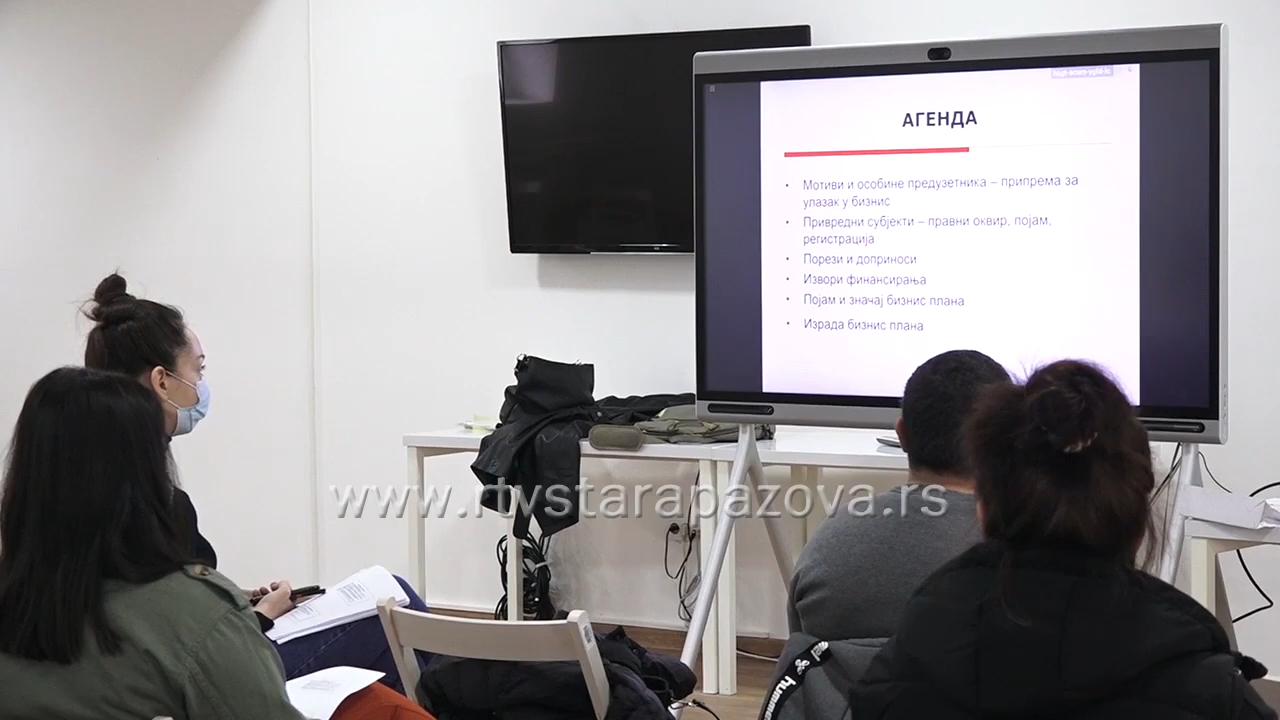 АГЕНДА
• Мотиви и особине предузетника – припрема за
улазак у бизнис
• Привредни субјекти – правни оквир, појам,
регистрација
• Порези и доприноси
• Извори финансирања
• Појам и значај бизнис плана
• Израда бизнис плана
www.rtvstarapazova.rs
humme